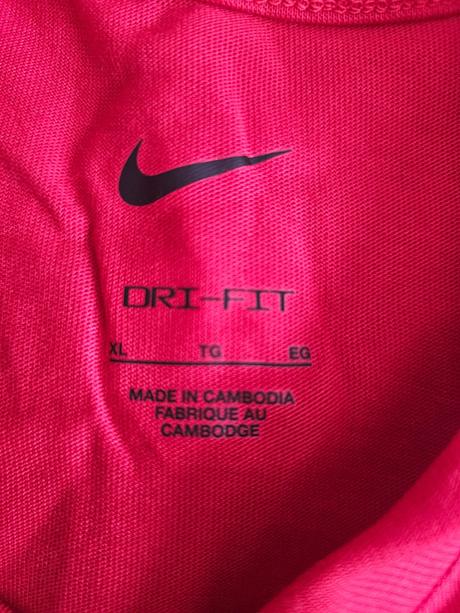 DRI-FIT
XL TG EG
MADE IN CAMBODIA
FABRIQUE AU
CAMBODGE